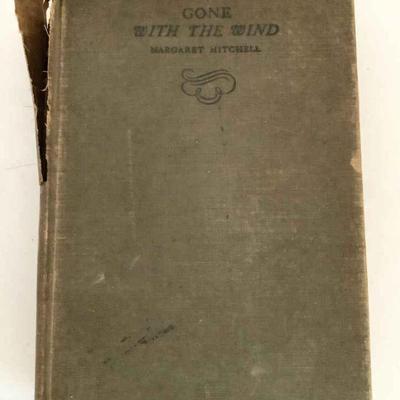 GONE
WITH THE WIND
MARGARET MITCHELL